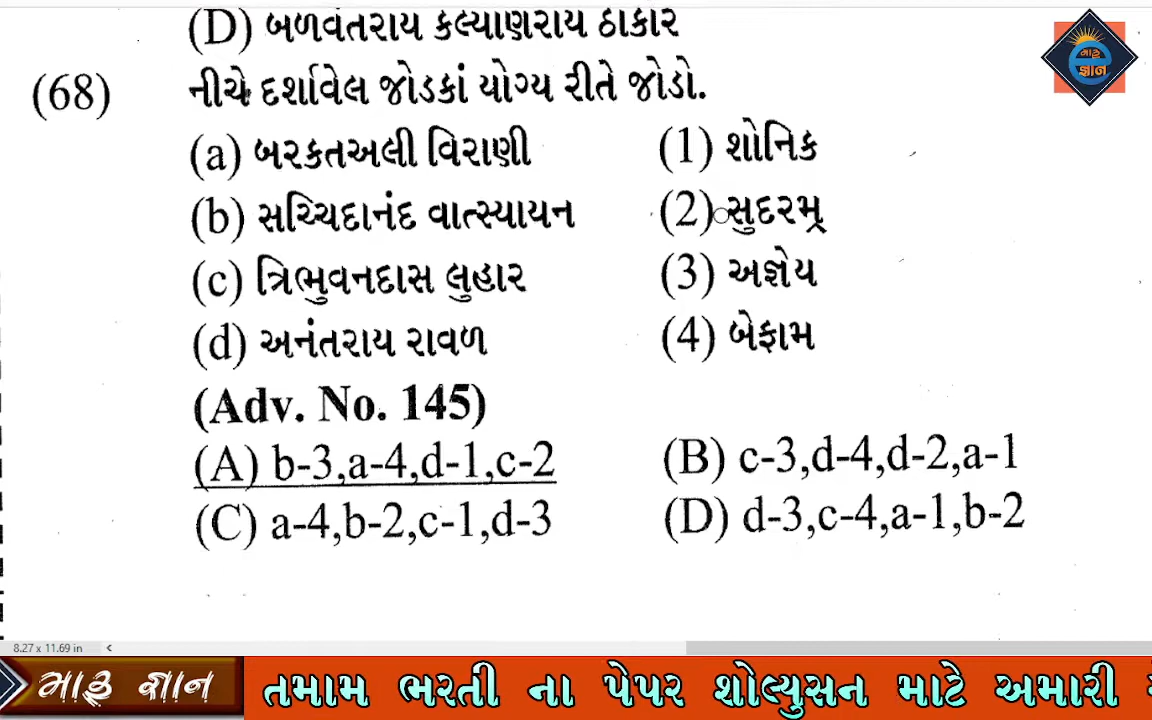 (D) બળવંતરાય કલ્યાણરાય ઠાકોર
(68) નીચે દર્શાવેલ જોડકાં યોગ્ય રીતે જોડો.
(a) બરકતઅલી વિરાણી (1) શૌનિક
(b) સચ્ચિદાનંદ વાત્સ્યાયન (2) સુદરમ્
(c) ત્રિભુવનદાસ લુહાર (3) અજ્ઞેય
(d) અનંતરાય રાવળ (4) બેફામ
(Adv. No. 145)
(A) b-3,a-4,d-1,c-2 (B) c-3,d-4,d-2,a-1
(C) a-4,b-2,c-1,d-3 (D) d-3,c-4,a-1,b-2
8.27 x 11.69 in
મારૂ જ્ઞાન
તમામ ભરતી ના પેપર શોલ્યુસન માટે અમારી
મારૂ જ્ઞાન